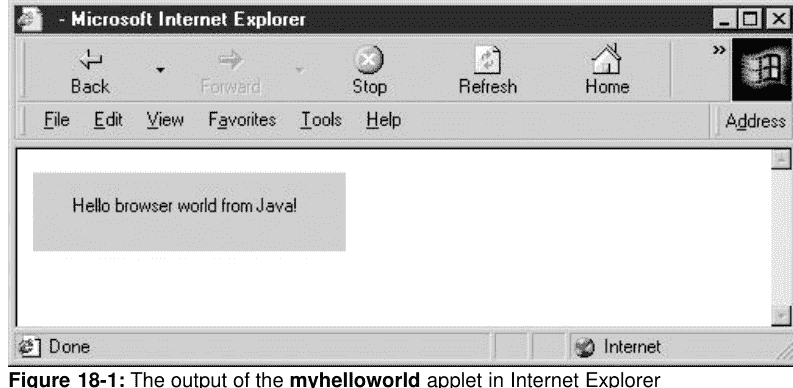 - Microsoft Internet Explorer
Back Forward Stop Refresh Home »
File Edit View Favorites Tools Help Address
Hello browser world from Java!
Done Internet
Figure 18-1: The output of the myhelloworld applet in Internet Explorer